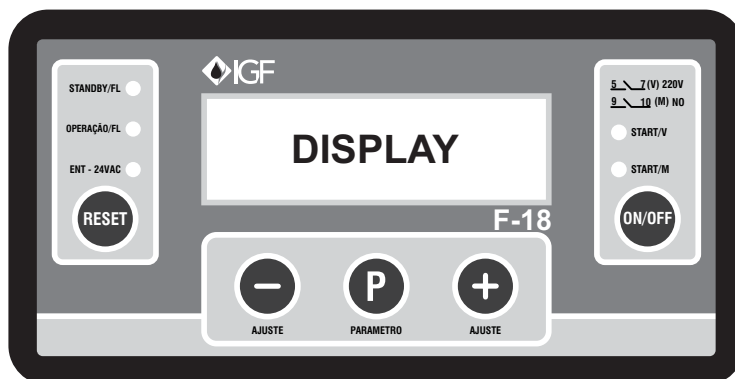 STANDBY/FL
OPERAÇÃO/FL
ENT - 24VAC
RESET
IGF
DISPLAY
F-18
−
P
+
AJUSTE
PARAMETRO
AJUSTE
5 7 (V) 220V
9 10 (M) NO
START/V
START/M
ON/OFF